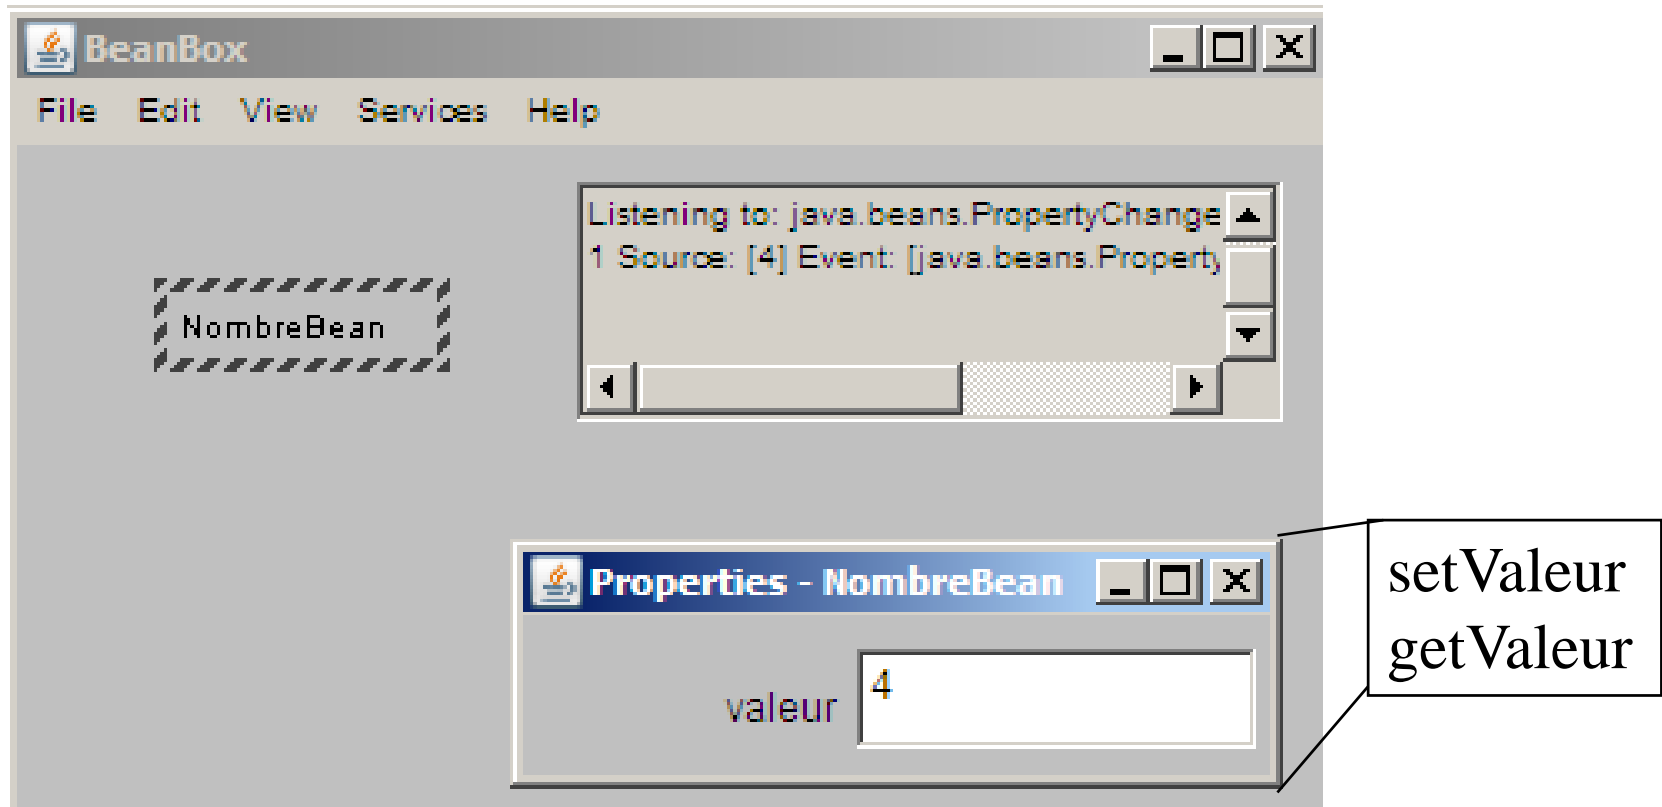 BeanBox
File Edit View Services Help
Listening to: java.beans.PropertyChange
1 Source: [4] Event: [java.beans.Property
NombreBean
Properties - NombreBean
valeur 4
setValeur
getValeur